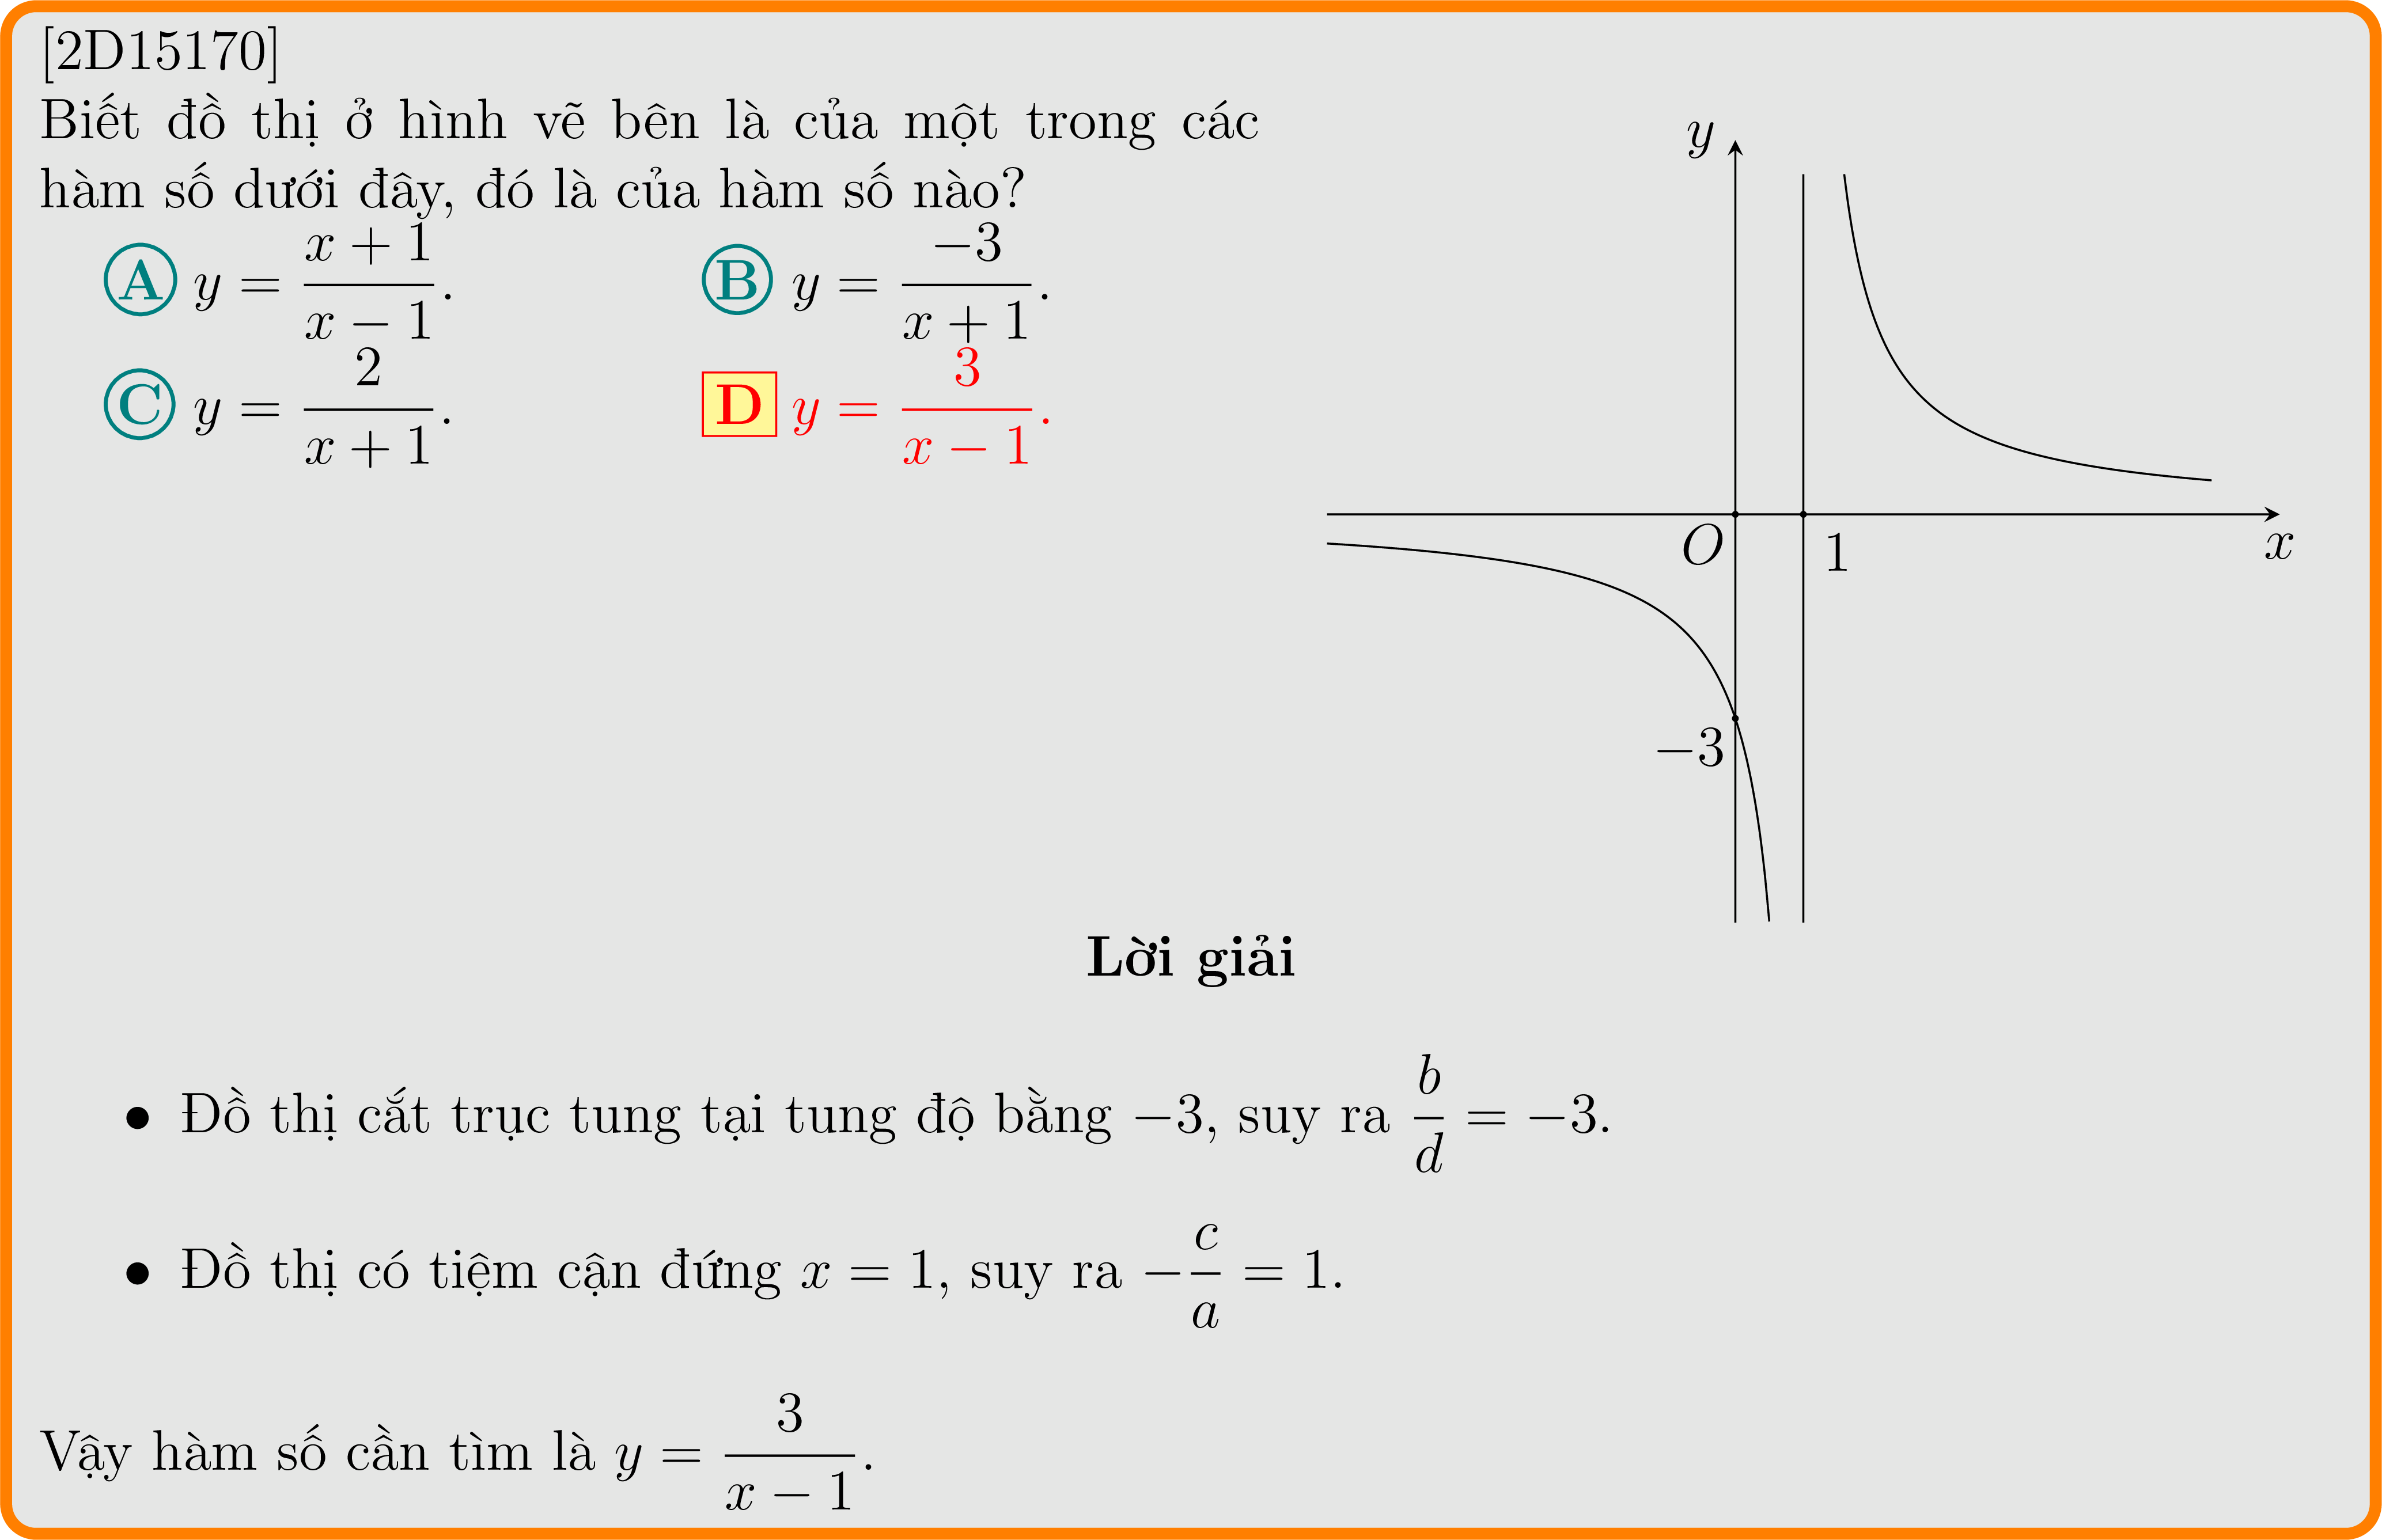 [2D15170]
Biết đồ thị ở hình vẽ bên là của một trong các
hàm số dưới đây, đó là của hàm số nào?
A y = \frac{x + 1}{x − 1}.
B y = \frac{−3}{x + 1}.
C y = \frac{2}{x + 1}.
D y = \frac{3}{x − 1}.
y
O
1
x
−3
Lời giải
• Đồ thị cắt trục tung tại tung độ bằng −3, suy ra \frac{b}{d} = −3.
• Đồ thị có tiệm cận đứng x = 1, suy ra −\frac{c}{a} = 1.
Vậy hàm số cần tìm là y = \frac{3}{x − 1}.